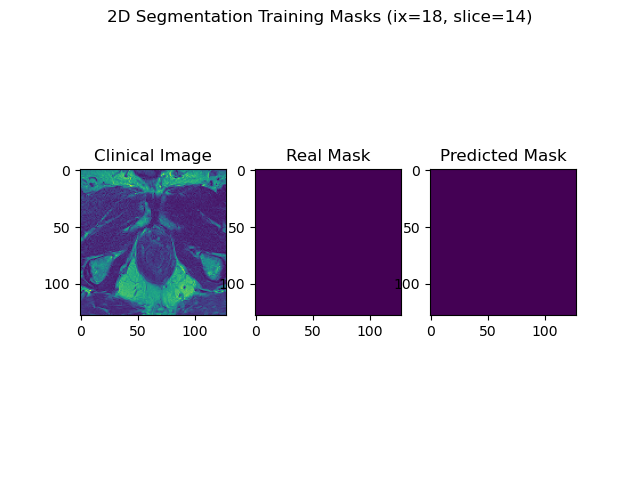 2D Segmentation Training Masks (ix=18, slice=14)
Clinical Image Real Mask Predicted Mask
0 0 0
50 50 50
100 100 100
0 50 100 0 50 100 0 50 100